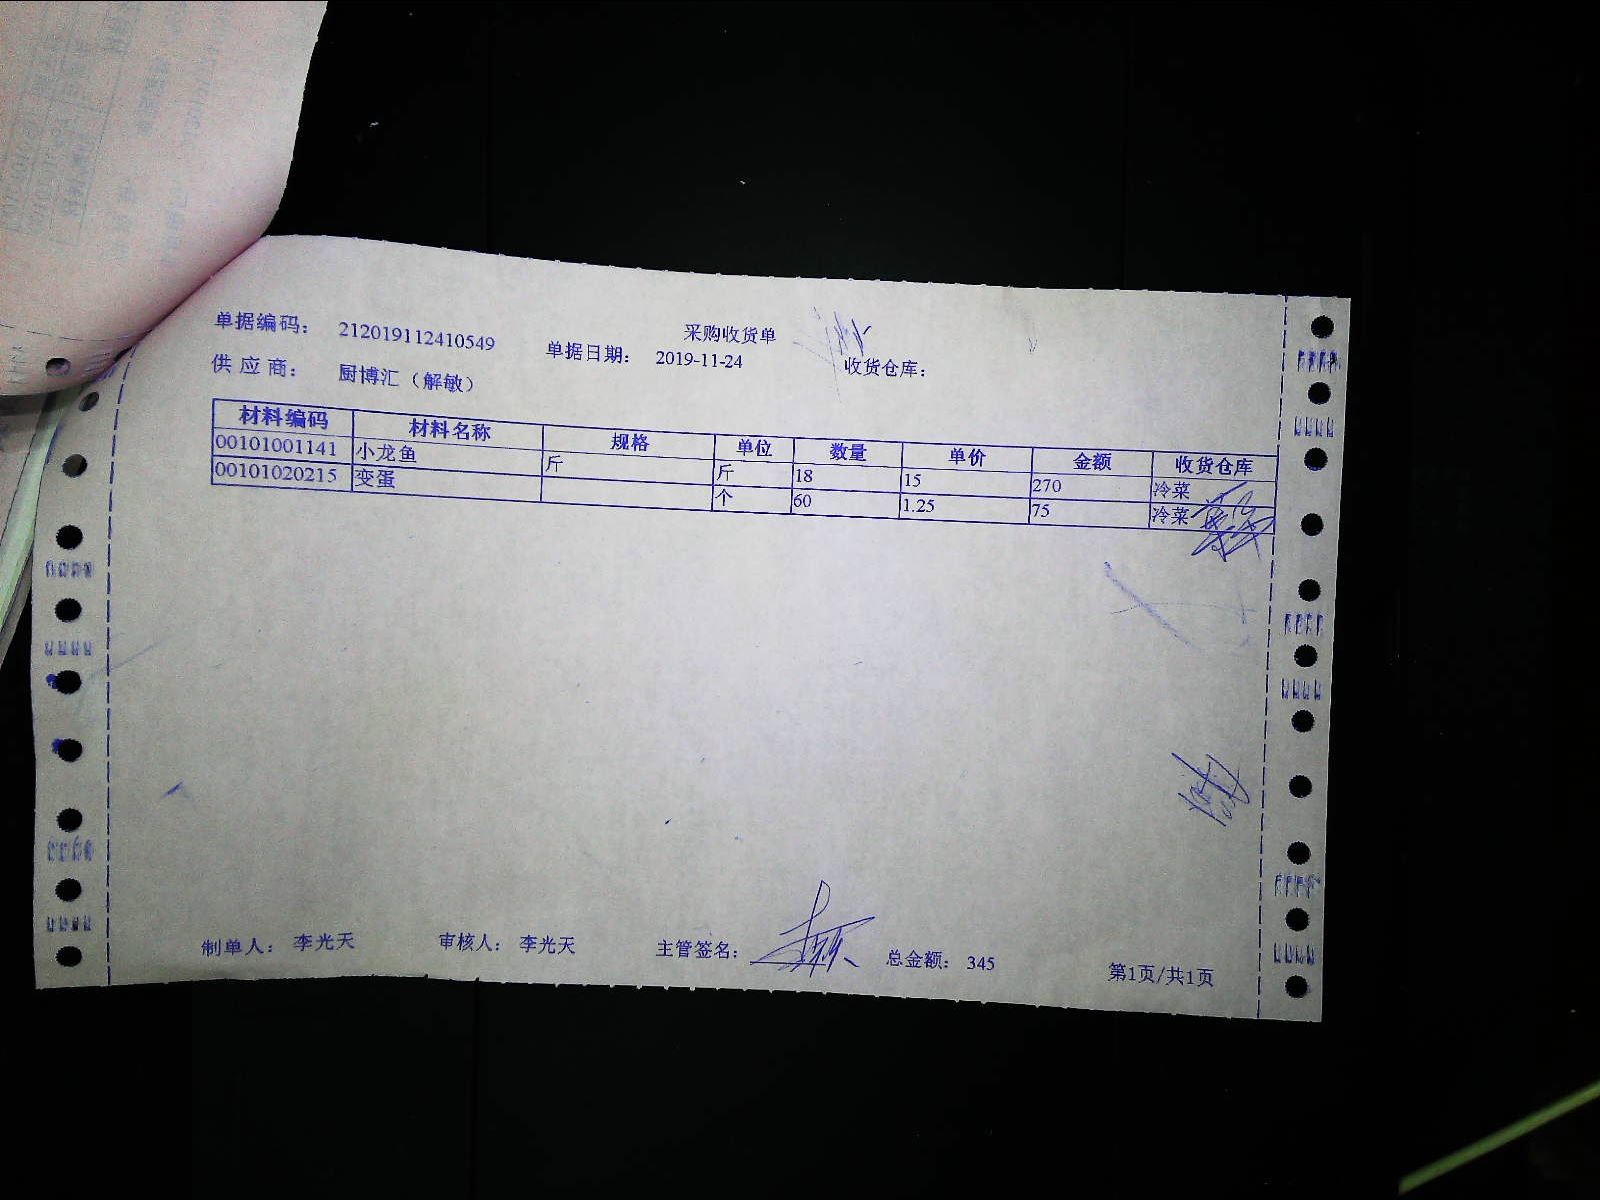 采购收货单
单据编码： 212019112410549 单据日期： 2019-11-24 收货仓库：
供 应 商： 厨博汇（解敏）
材料编码 材料名称 规格 单位 数量 单价 金额 收货仓库
00101001141 小龙鱼 斤 斤 18 15 270 冷菜
00101020215 变蛋 个 60 1.25 75 冷菜
制单人： 李光天 审核人： 李光天 主管签名： 总金额： 345
第1页/共1页